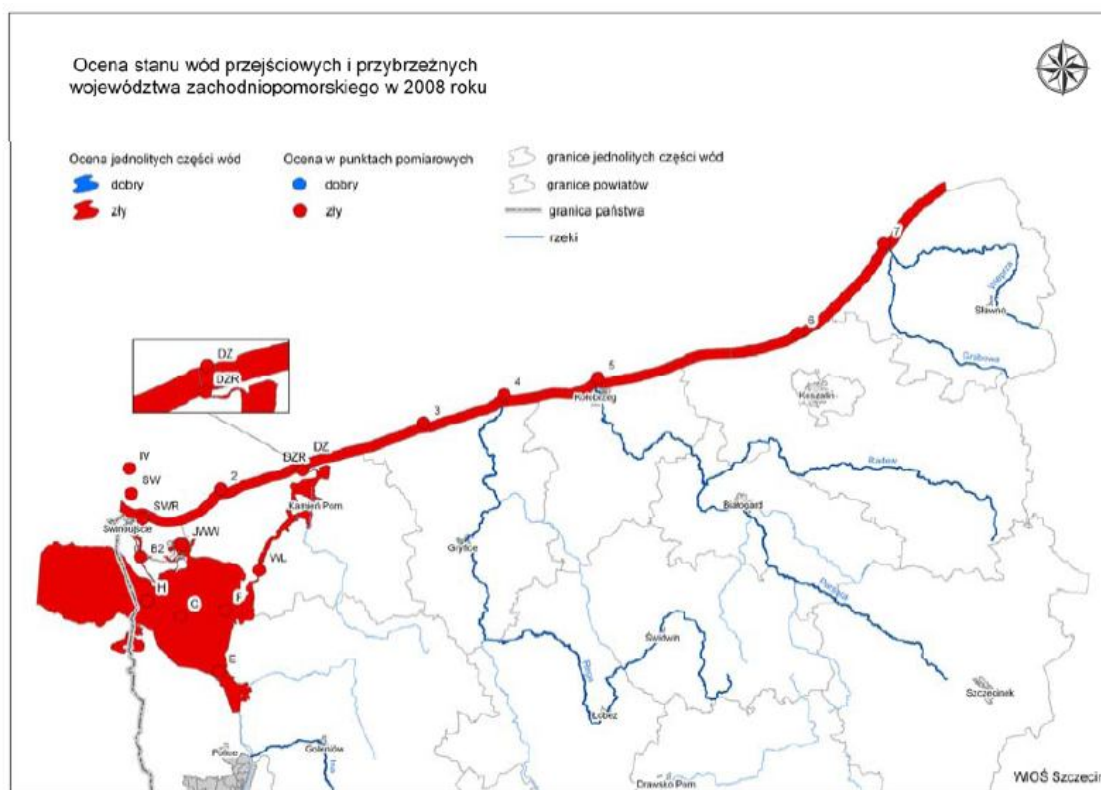 Ocena stanu wód przejściowych i przybrzeżnych
województwa zachodniopomorskiego w 2008 roku
Ocena jednolitych części wód
dobry
zły
Ocena w punktach pomiarowych
dobry
zły
granice jednolitych części wód
granice powiatów
granica państwa
rzeki
7
Wieprza
Sławno
Grabowa
6
DZ
DZR
5
Kołobrzeg
4
Koszalin
3
DZ
DZR
IV
SW
2
SWR
Świnoujście
Kamień Pom.
Radew
Białogard
B2
JWW
Gryfice
WL
H
G
F
Parsęta
E
Świdwin
Rega
Szczecinek
Łobez
Police
Goleniów
Ina
Drawsko Pom.
WIOŚ Szczecin